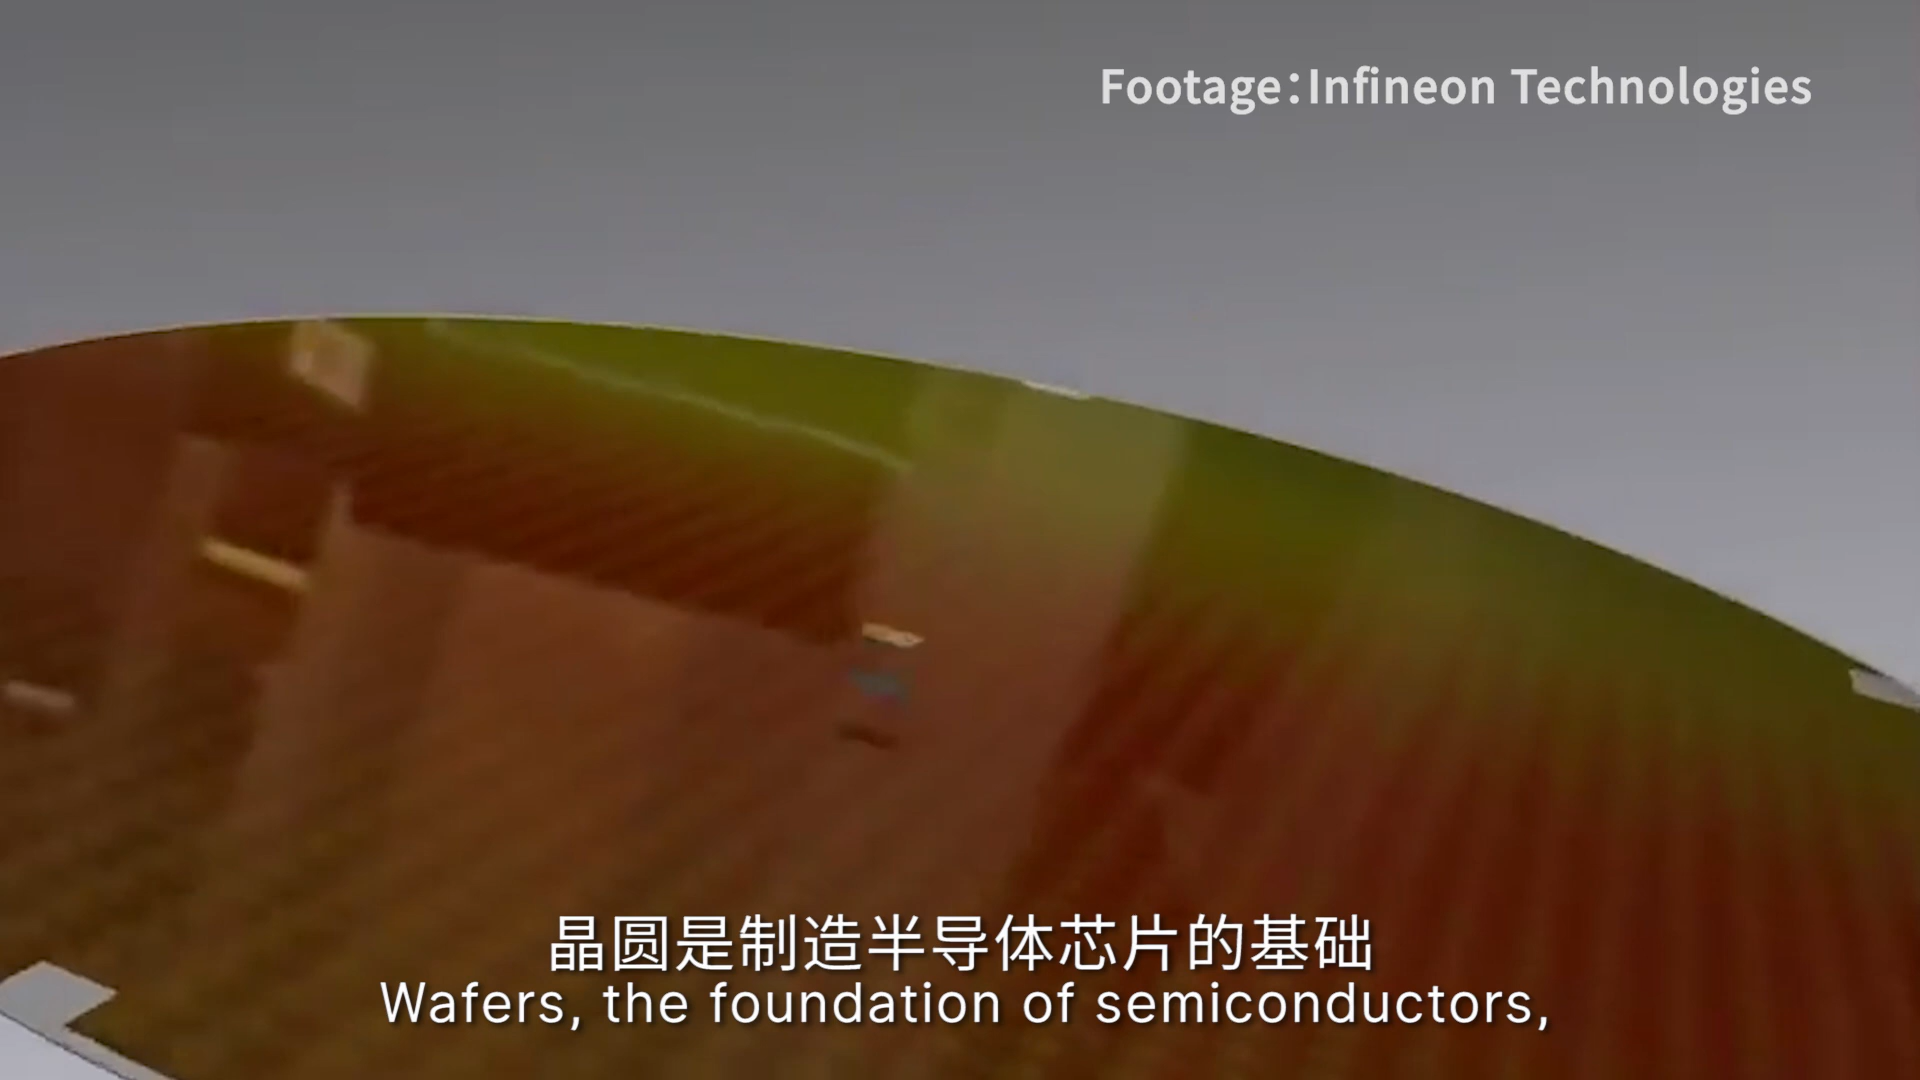 Footage:Infineon Technologies
晶圆是制造半导体芯片的基础
Wafers, the foundation of semiconductors,